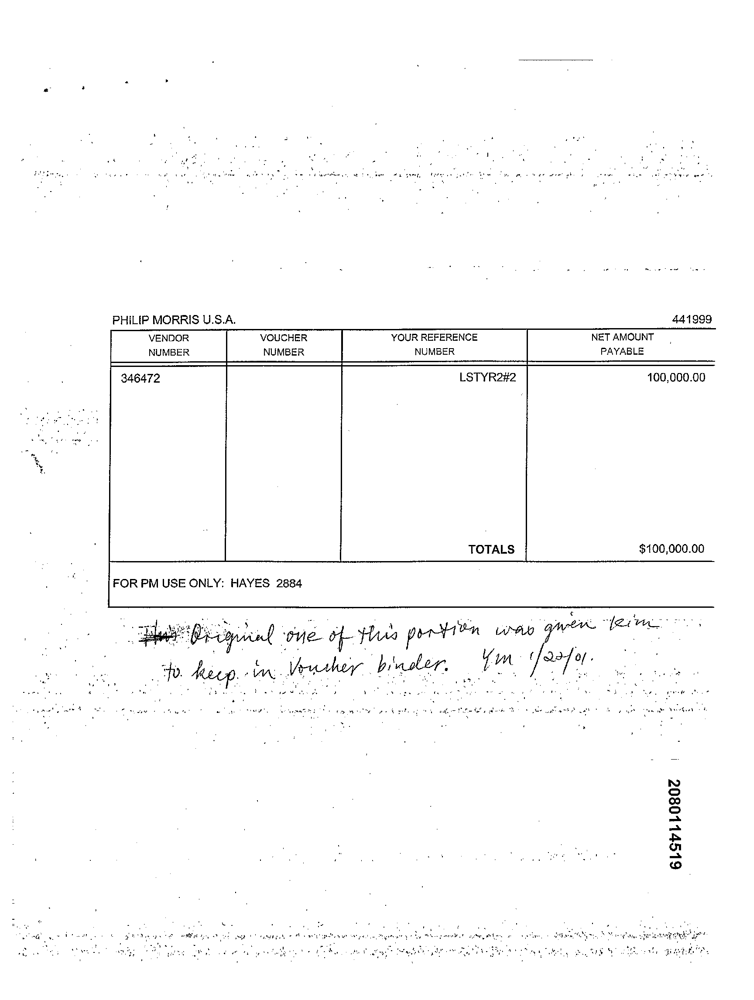 PHILIP MORRIS U.S.A. 441999
VENDOR NUMBER VOUCHER NUMBER YOUR REFERENCE NUMBER NET AMOUNT PAYABLE
346472 LSTYR2#2 100,000.00
TOTALS $100,000.00
FOR PM USE ONLY: HAYES 2884
Original one of this portion was given Kim
to keep in Voucher binder. YM 1/22/01.
2080114519